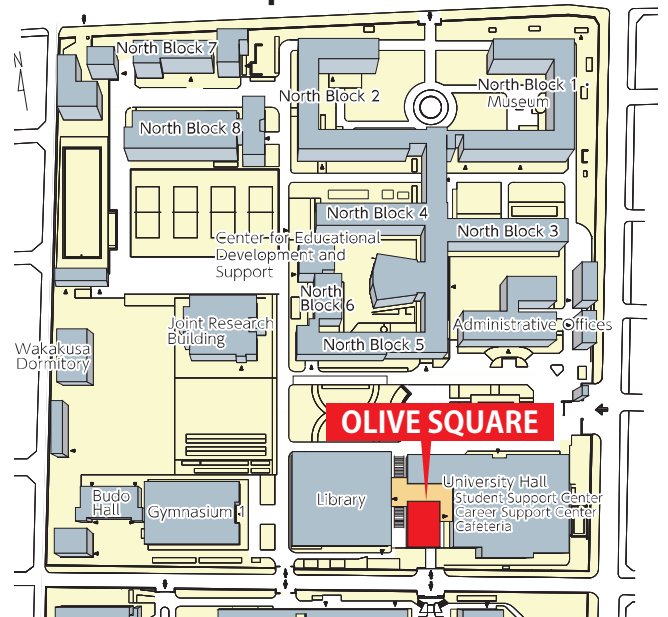 North Block 7
N
North Block 2
North Block 1
Museum
North Block 8
North Block 4
North Block 3
Center for Educational
Development and
Support
North
Block 6
Joint Research
Building
Administrative Offices
Wakakusa
Dormitory
North Block 5
OLIVE SQUARE
University Hall
Student Support Center
Career Support Center
Cafeteria
Library
Budo
Hall
Gymnasium 1